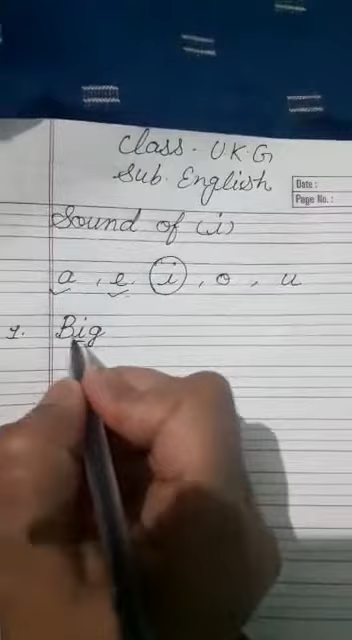 Class - U.K.G
Sub. English
Date :
Page No. :
Sound of (i)
a , e , i , o , u
1. Big